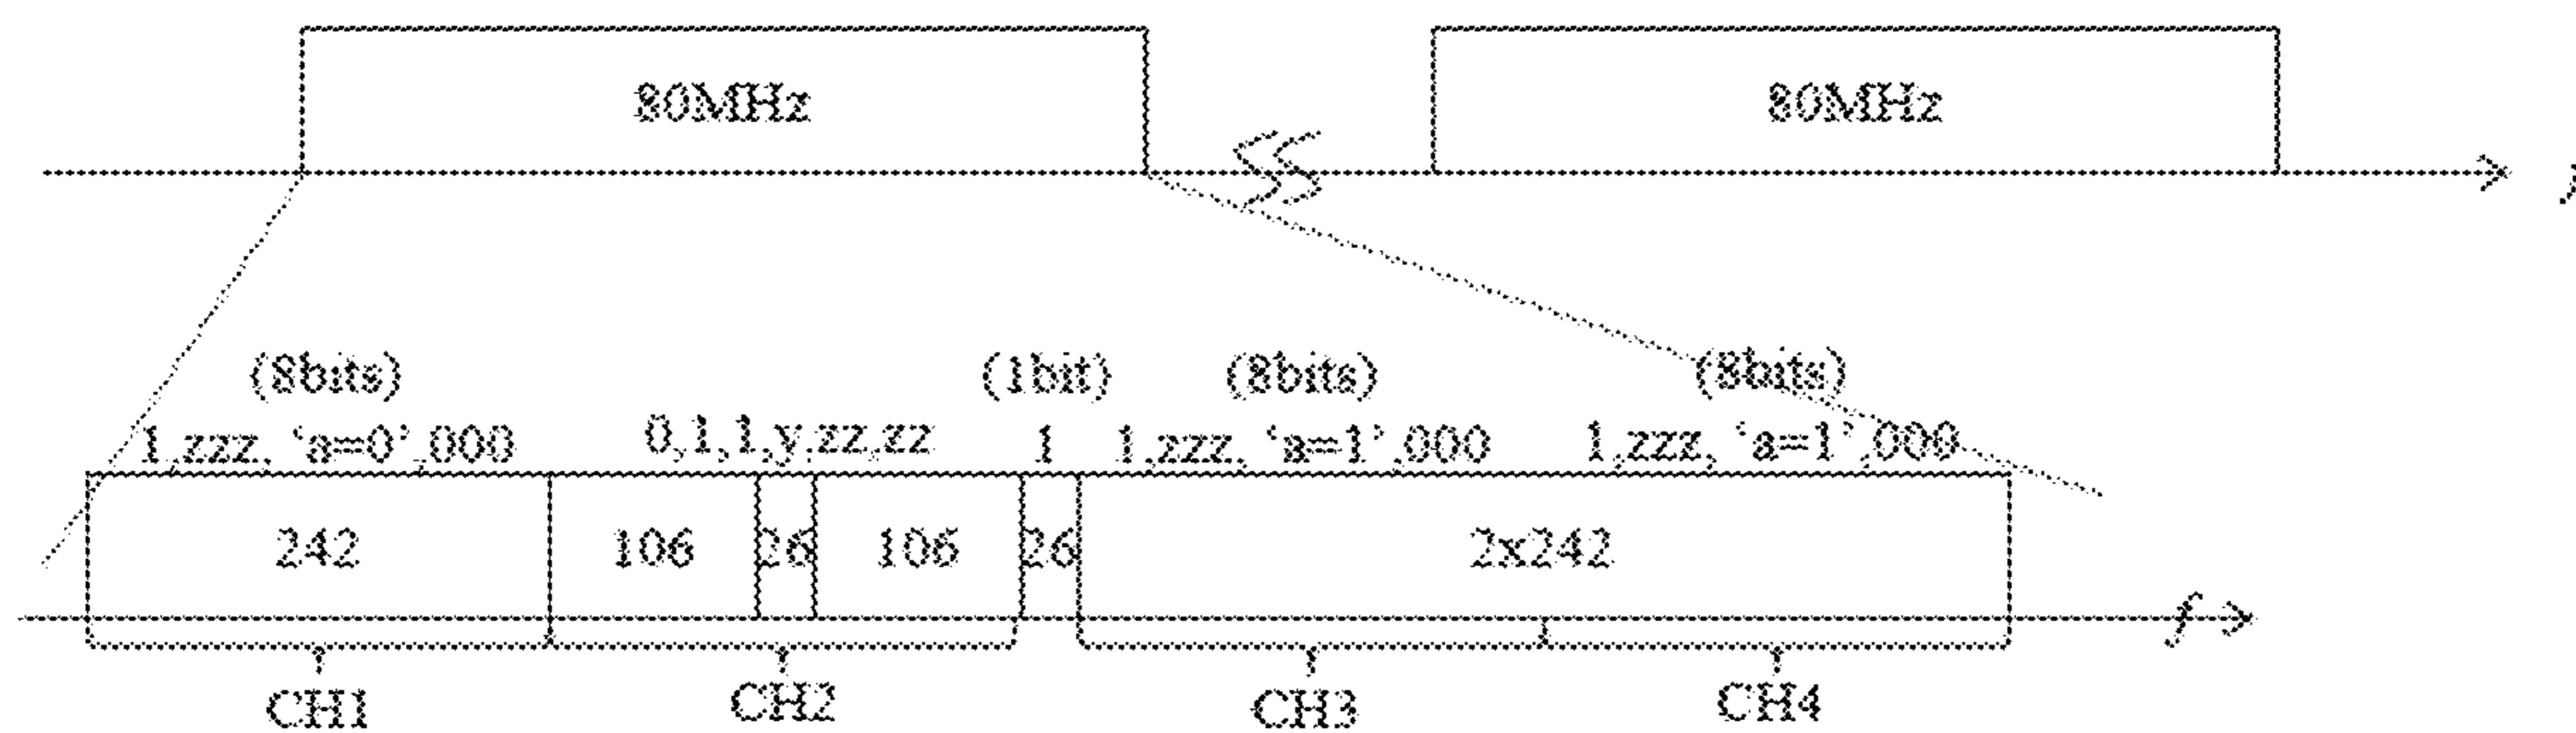 80MHz 80MHz
f
(8bits) (1bit) (8bits) (8bits)
1,zzz, ‘a=0’,000 0,1,1,y,zz,zz 1 1,zzz, ‘a=1’,000 1,zzz, ‘a=1’,000
242 106 26 106 26 2x242
f
CH1 CH2 CH3 CH4